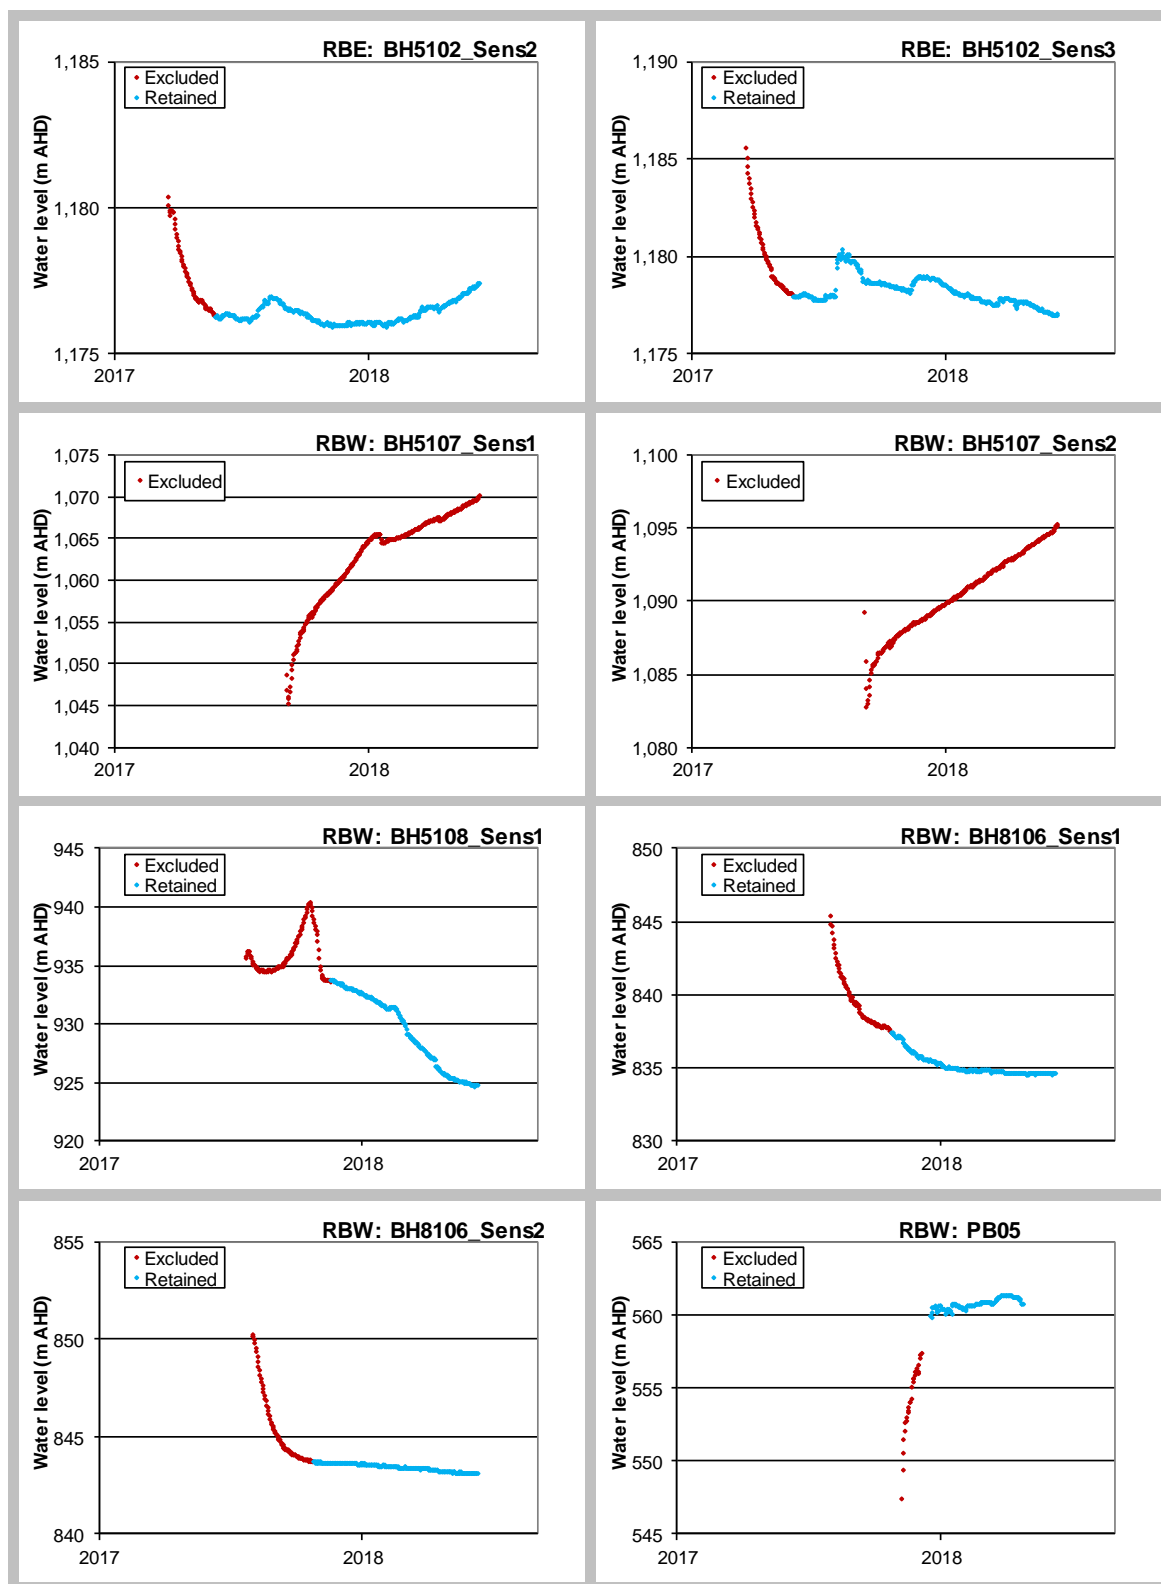 RBE: BH5102_Sens2
1,185
1,180
1,175
Water level (m AHD)
Excluded
Retained
2017
2018
RBE: BH5102_Sens3
1,190
1,185
1,180
1,175
Water level (m AHD)
Excluded
Retained
2017
2018
RBW: BH5107_Sens1
1,075
1,070
1,065
1,060
1,055
1,050
1,045
1,040
Water level (m AHD)
Excluded
2017
2018
RBW: BH5107_Sens2
1,100
1,095
1,090
1,085
1,080
Water level (m AHD)
Excluded
2017
2018
RBW: BH5108_Sens1
945
940
935
930
925
920
Water level (m AHD)
Excluded
Retained
2017
2018
RBW: BH8106_Sens1
850
845
840
835
830
Water level (m AHD)
Excluded
Retained
2017
2018
RBW: BH8106_Sens2
855
850
845
840
Water level (m AHD)
Excluded
Retained
2017
2018
RBW: PB05
565
560
555
550
545
Water level (m AHD)
Excluded
Retained
2017
2018